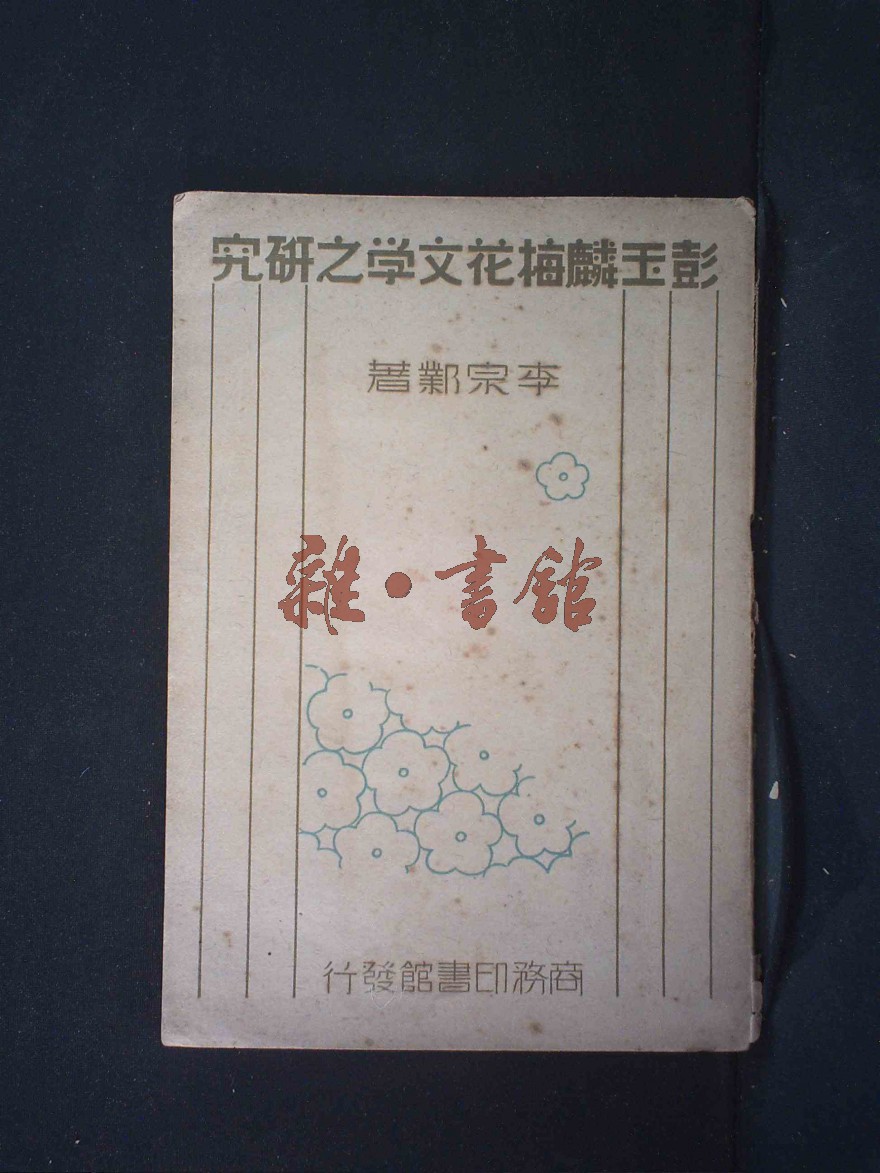 彭玉麟梅花文学之研究
李宗鄴著
雜・書館
商務印書館發行